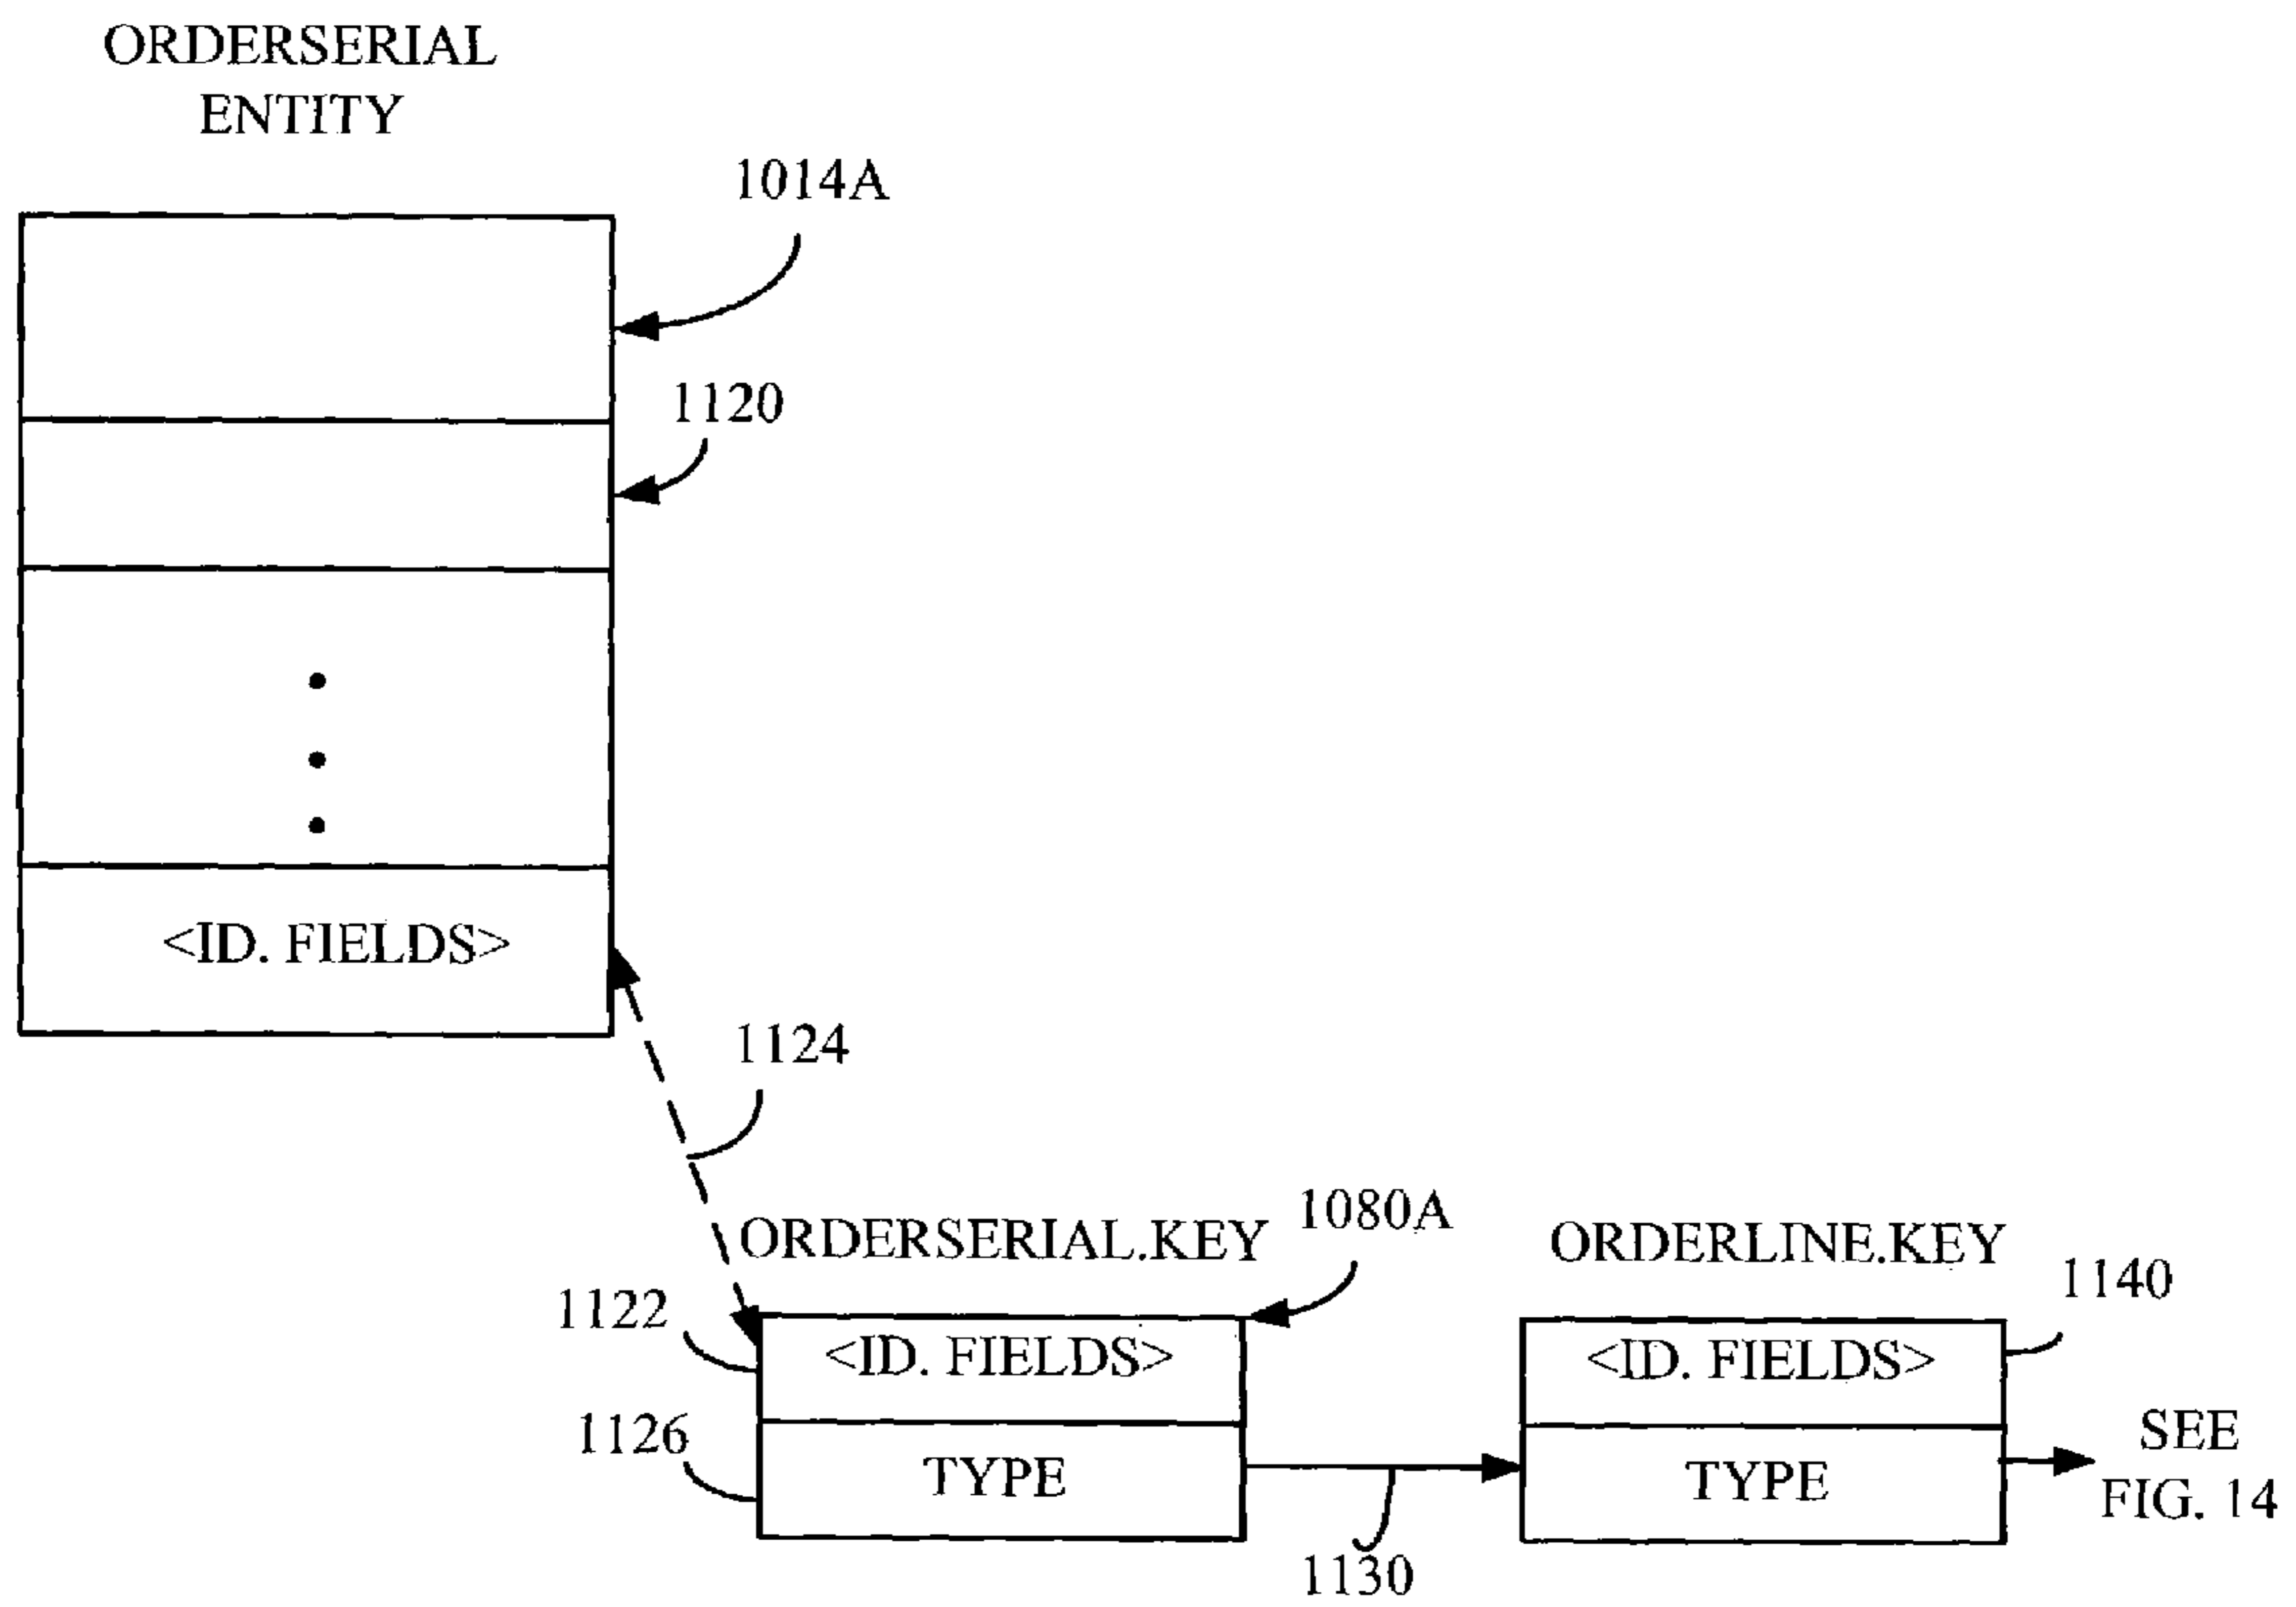 ORDERSERIAL
ENTITY
1014A
1120
<ID. FIELDS>
1124
ORDERSERIAL.KEY
1080A
ORDERLINE.KEY
1140
1122
<ID. FIELDS>
<ID. FIELDS>
1126
TYPE
TYPE
SEE
FIG. 14
1130